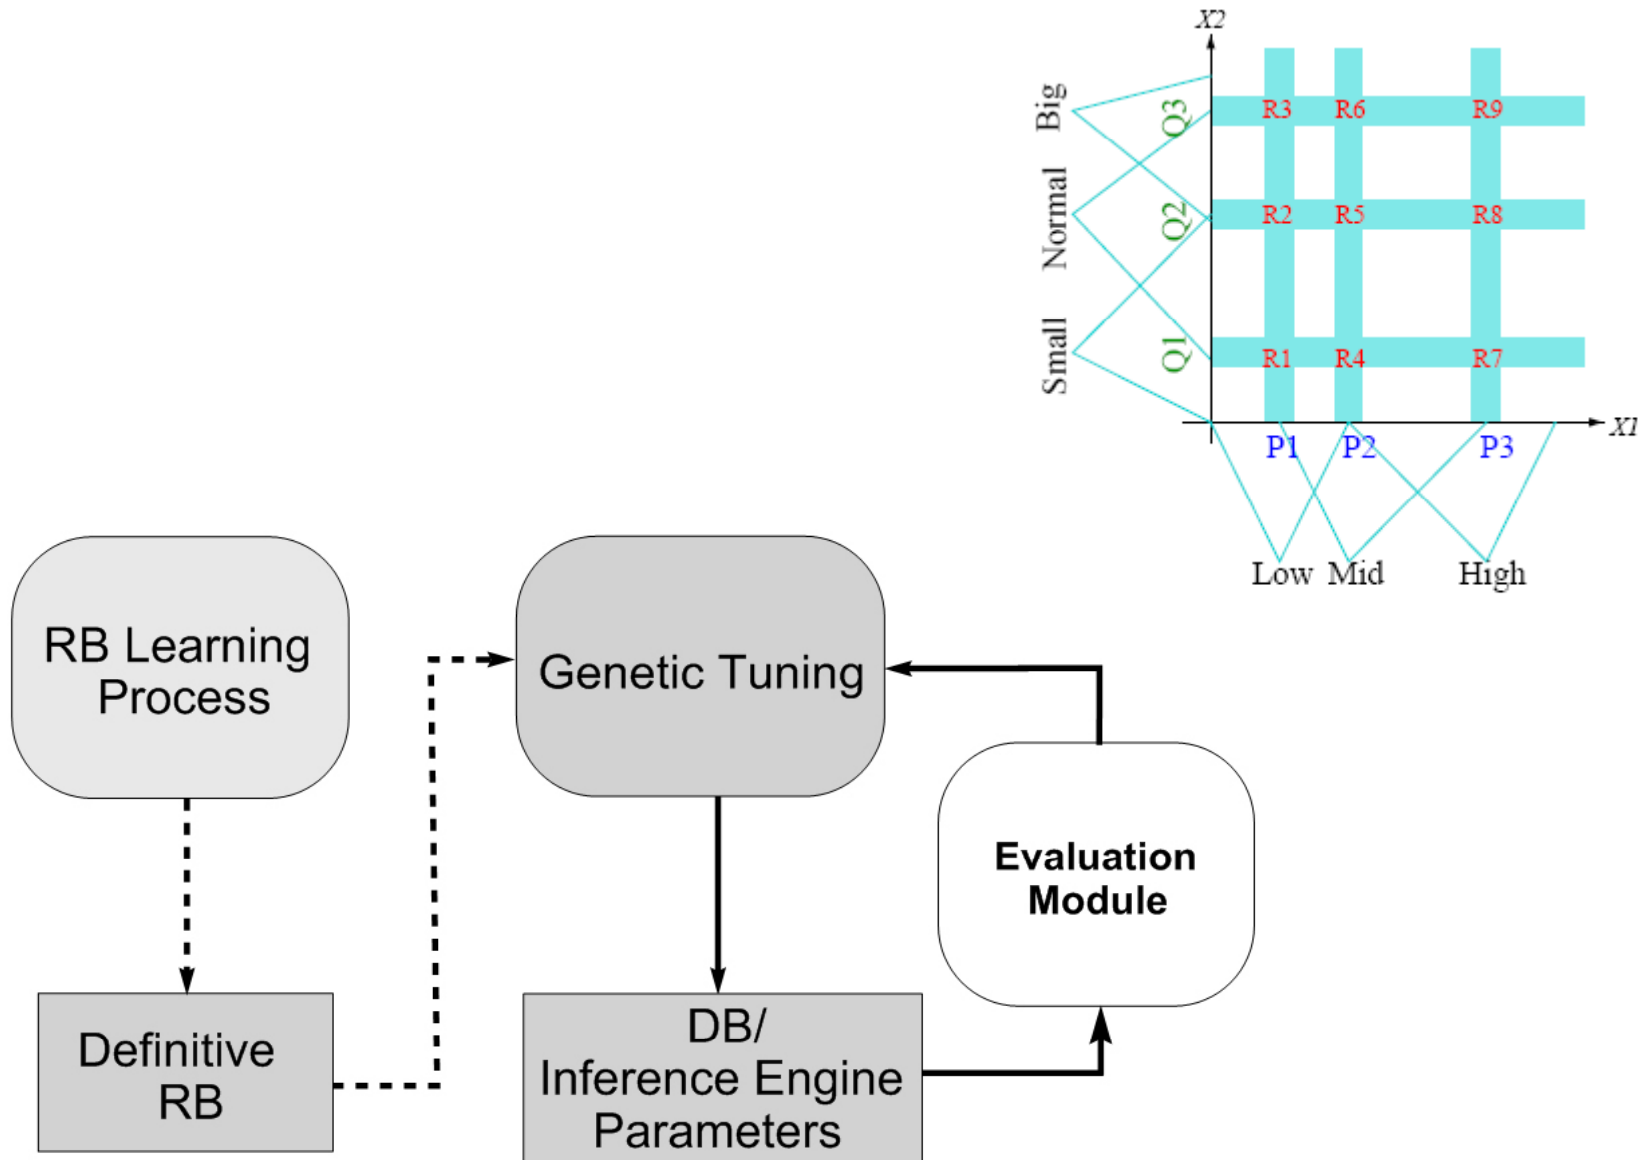 X2
Big
Q3
R3 R6 R9
Normal
Q2
R2 R5 R8
Small
Q1
R1 R4 R7
X1
P1 P2 P3
Low Mid High
RB Learning
Process
Genetic Tuning
Evaluation
Module
Definitive
RB
DB/
Inference Engine
Parameters